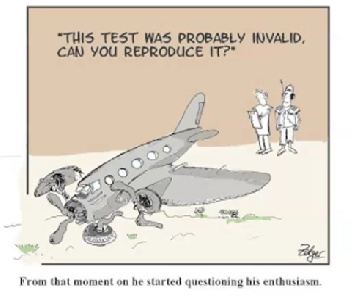 "THIS TEST WAS PROBABLY INVALID,
CAN YOU REPRODUCE IT?"
From that moment on he started questioning his enthusiasm.